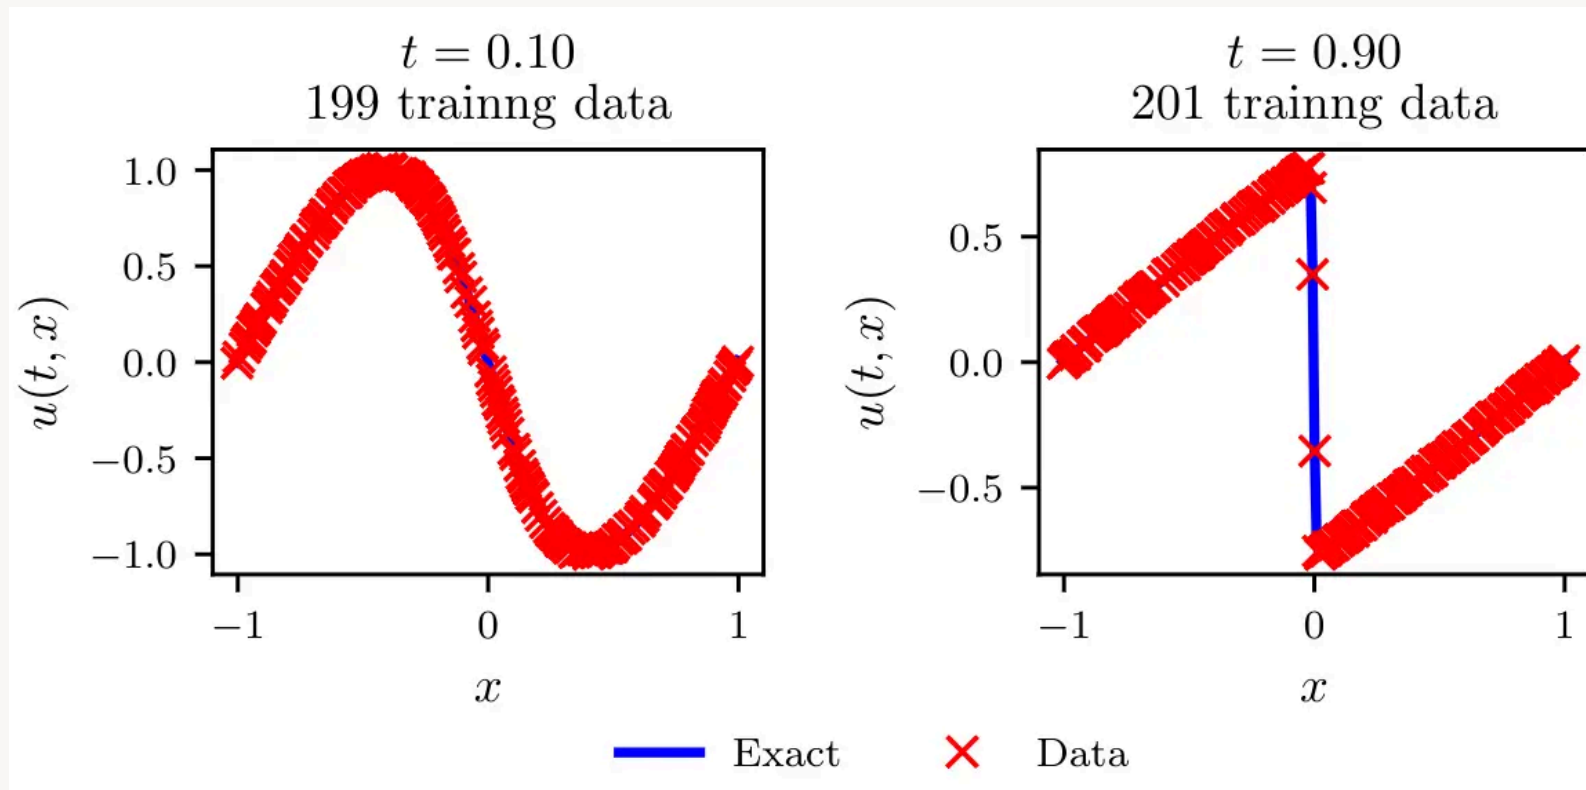 t = 0.10
199 trainng data
1.0
0.5
0.0
−0.5
−1.0
u(t, x)
−1 0 1
x
t = 0.90
201 trainng data
0.5
0.0
−0.5
u(t, x)
−1 0 1
x
Exact Data